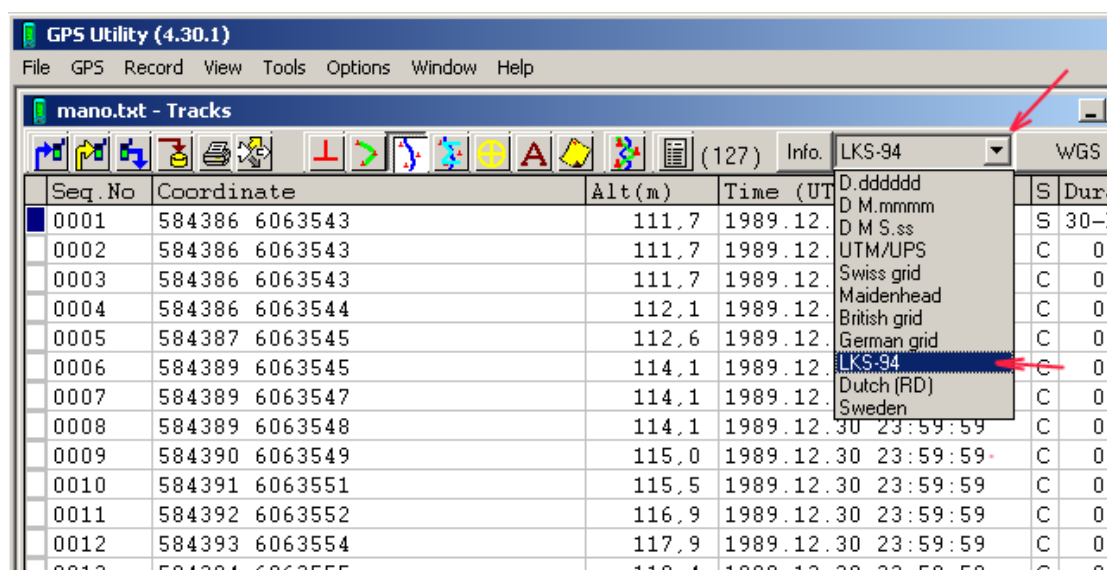 GPS Utility (4.30.1)
File GPS Record View Tools Options Window Help
mano.txt - Tracks
A (127) Info. LKS-94 WGS
Seq.No Coordinate Alt(m) Time (UT S Dur
D.dddddd
D M.mmmm
D M S.ss
UTM/UPS
Swiss grid
Maidenhead
British grid
German grid
LKS-94
Dutch (RD)
Sweden
0001 584386 6063543 111,7 1989.12. S 30-
0002 584386 6063543 111,7 1989.12. C 0
0003 584386 6063543 111,7 1989.12. C 0
0004 584386 6063544 112,1 1989.12. C 0
0005 584387 6063545 112,6 1989.12. C 0
0006 584389 6063545 114,1 1989.12. C 0
0007 584389 6063547 114,1 1989.12. C 0
0008 584389 6063548 114,1 1989.12.30 23:59:59 C 0
0009 584390 6063549 115,0 1989.12.30 23:59:59 C 0
0010 584391 6063551 115,5 1989.12.30 23:59:59 C 0
0011 584392 6063552 116,9 1989.12.30 23:59:59 C 0
0012 584393 6063554 117,9 1989.12.30 23:59:59 C 0